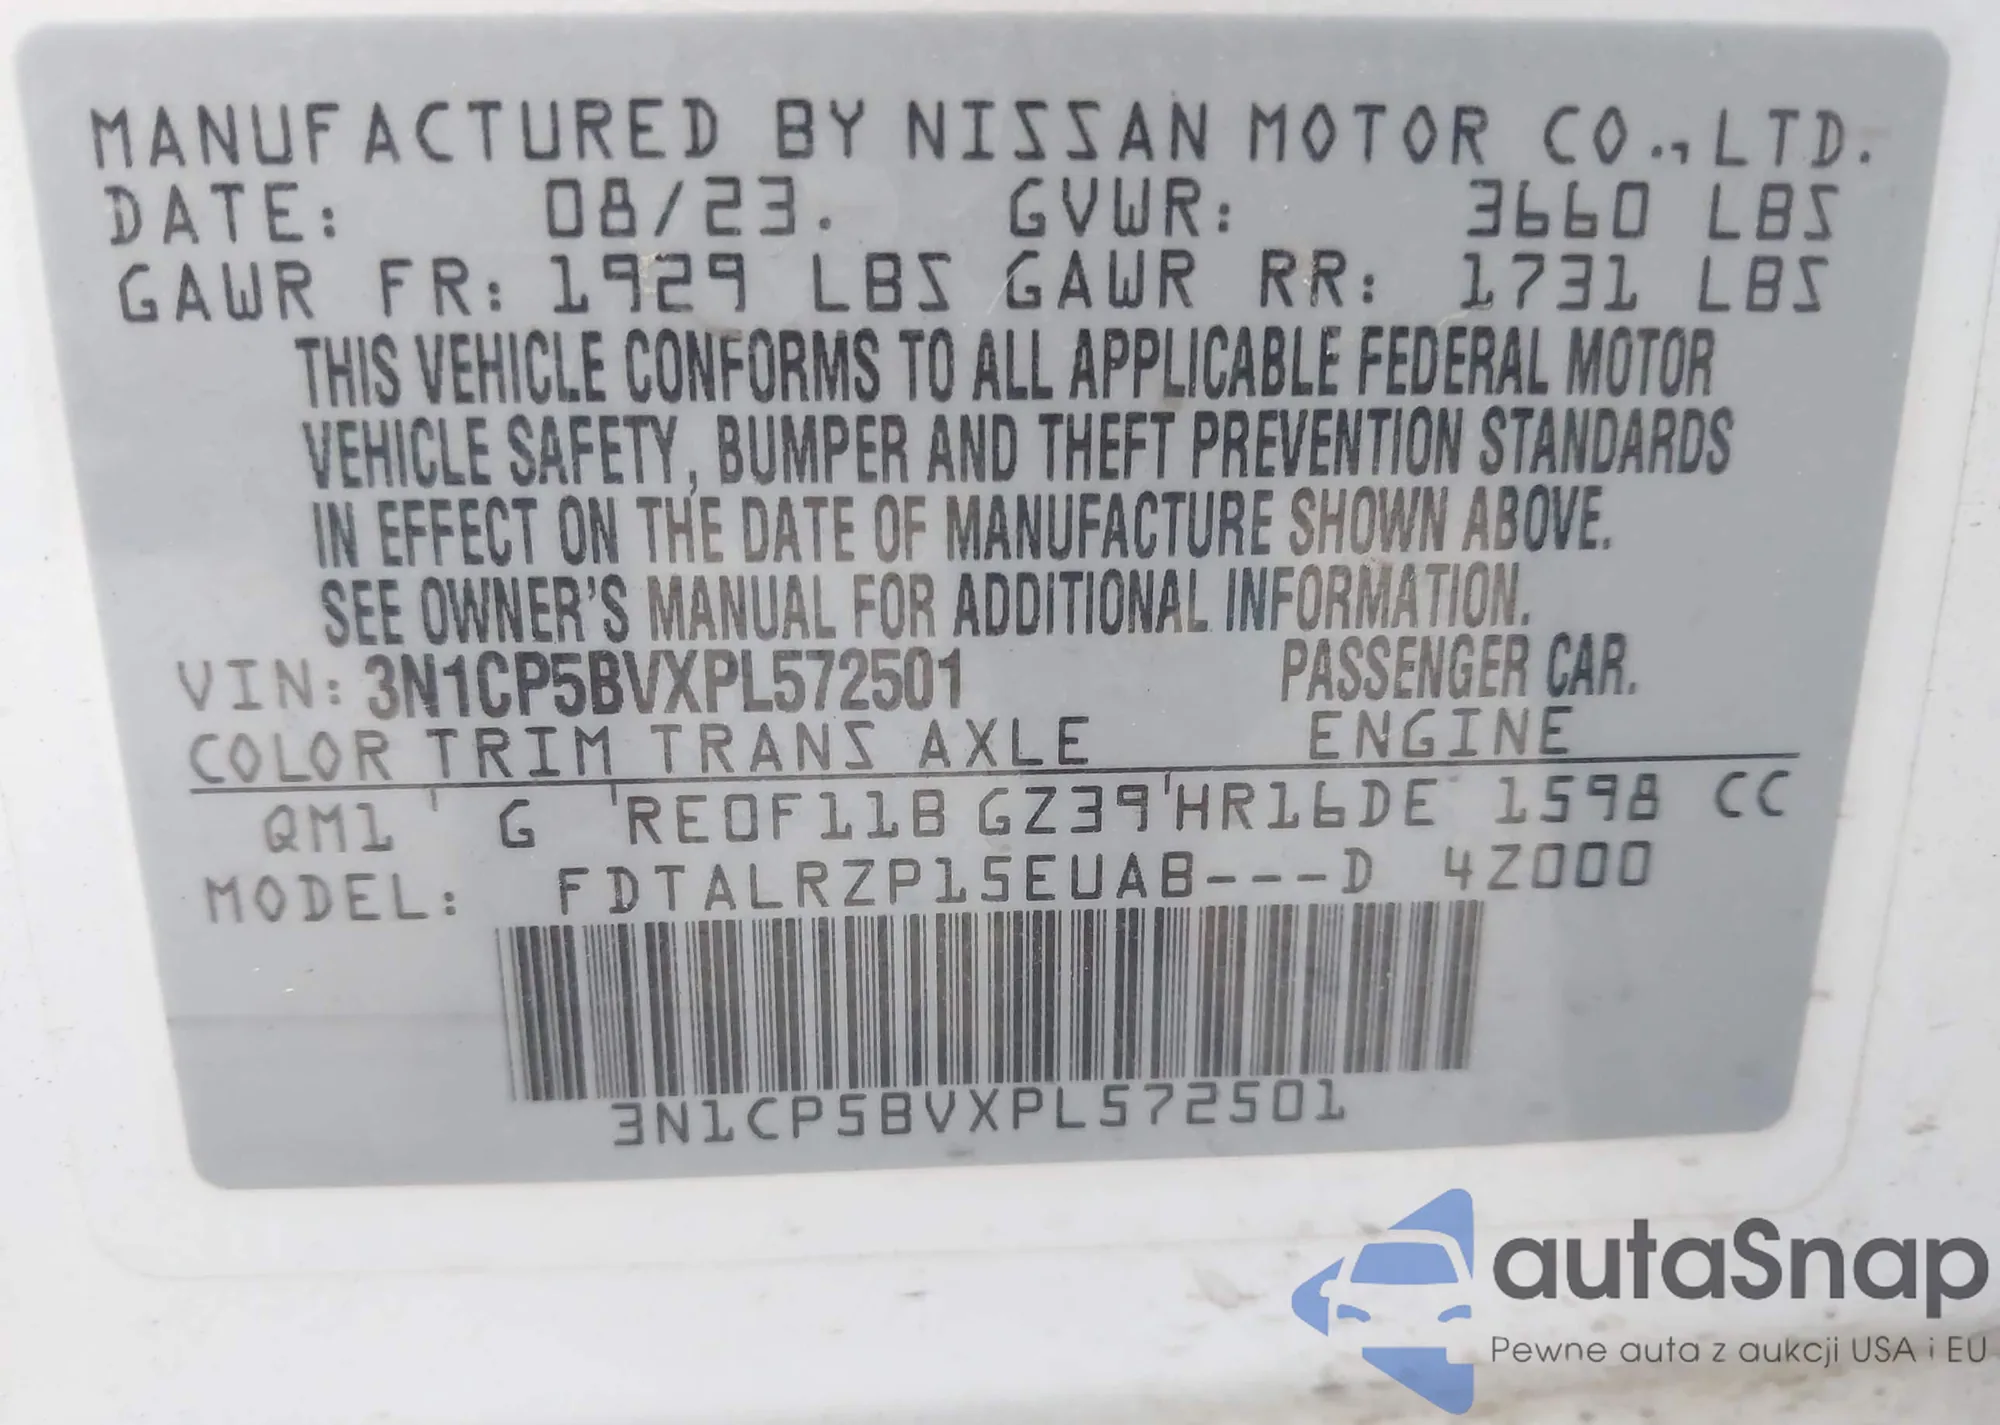 MANUFACTURED BY NISSAN MOTOR CO., LTD.
DATE: 08/23. GVWR: 3660 LBS
GAWR FR: 1929 LBS GAWR RR: 1731 LBS
THIS VEHICLE CONFORMS TO ALL APPLICABLE FEDERAL MOTOR
VEHICLE SAFETY, BUMPER AND THEFT PREVENTION STANDARDS
IN EFFECT ON THE DATE OF MANUFACTURE SHOWN ABOVE.
SEE OWNER'S MANUAL FOR ADDITIONAL INFORMATION.
VIN: 3N1CP5BVXPL572501 PASSENGER CAR.
COLOR TRIM TRANS AXLE ENGINE
QM1 ' G 'RE0F11B GZ39'HR16DE 1598 CC
MODEL: FDTALRZP15EUAB---D 4Z000
3N1CP5BVXPL572501
autaSnap
Pewne auta z aukcji USA i EU